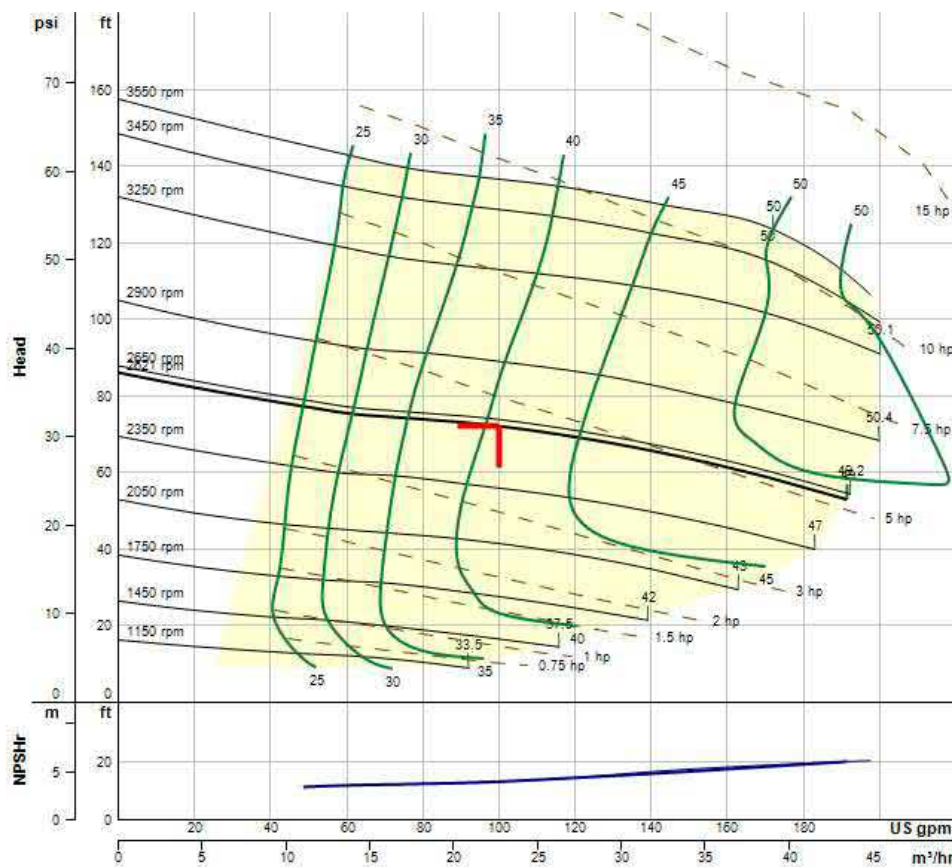 psi ft
70
60
50
40
30
20
10
0
160
140
120
100
80
60
40
20
0
Head
3550 rpm
3450 rpm
3250 rpm
2900 rpm
2650 rpm
2621 rpm
2350 rpm
2050 rpm
1750 rpm
1450 rpm
1150 rpm
25
30
35
40
45
50
50
50
50
15 hp
10 hp
7.5 hp
5 hp
3 hp
2 hp
1.5 hp
1 hp
0.75 hp
50.4
47
43
45
42
37.5
40
33.5
35
25
30
m ft
5
0
20
0
NPSHr
20 40 60 80 100 120 140 160 180 US gpm
0 5 10 15 20 25 30 35 40 45 m³/hr